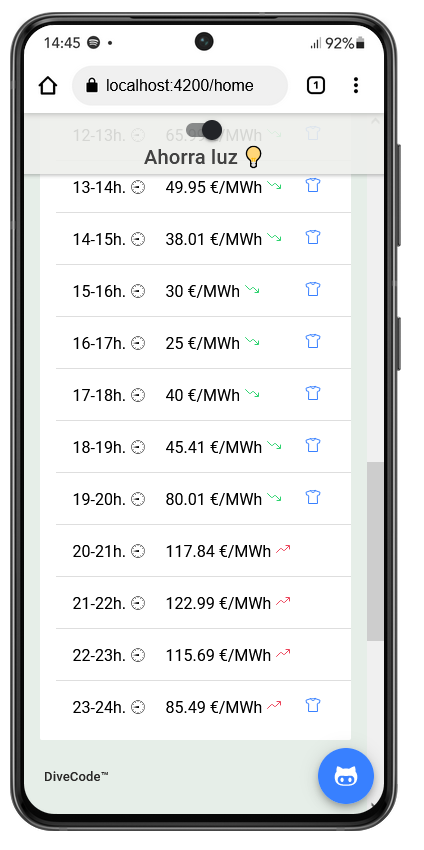 14:45 92%
localhost:4200/home 1
12-13h.
Ahorra luz
13-14h. 49.95 €/MWh
14-15h. 38.01 €/MWh
15-16h. 30 €/MWh
16-17h. 25 €/MWh
17-18h. 40 €/MWh
18-19h. 45.41 €/MWh
19-20h. 80.01 €/MWh
20-21h. 117.84 €/MWh
21-22h. 122.99 €/MWh
22-23h. 115.69 €/MWh
23-24h. 85.49 €/MWh
DiveCode™